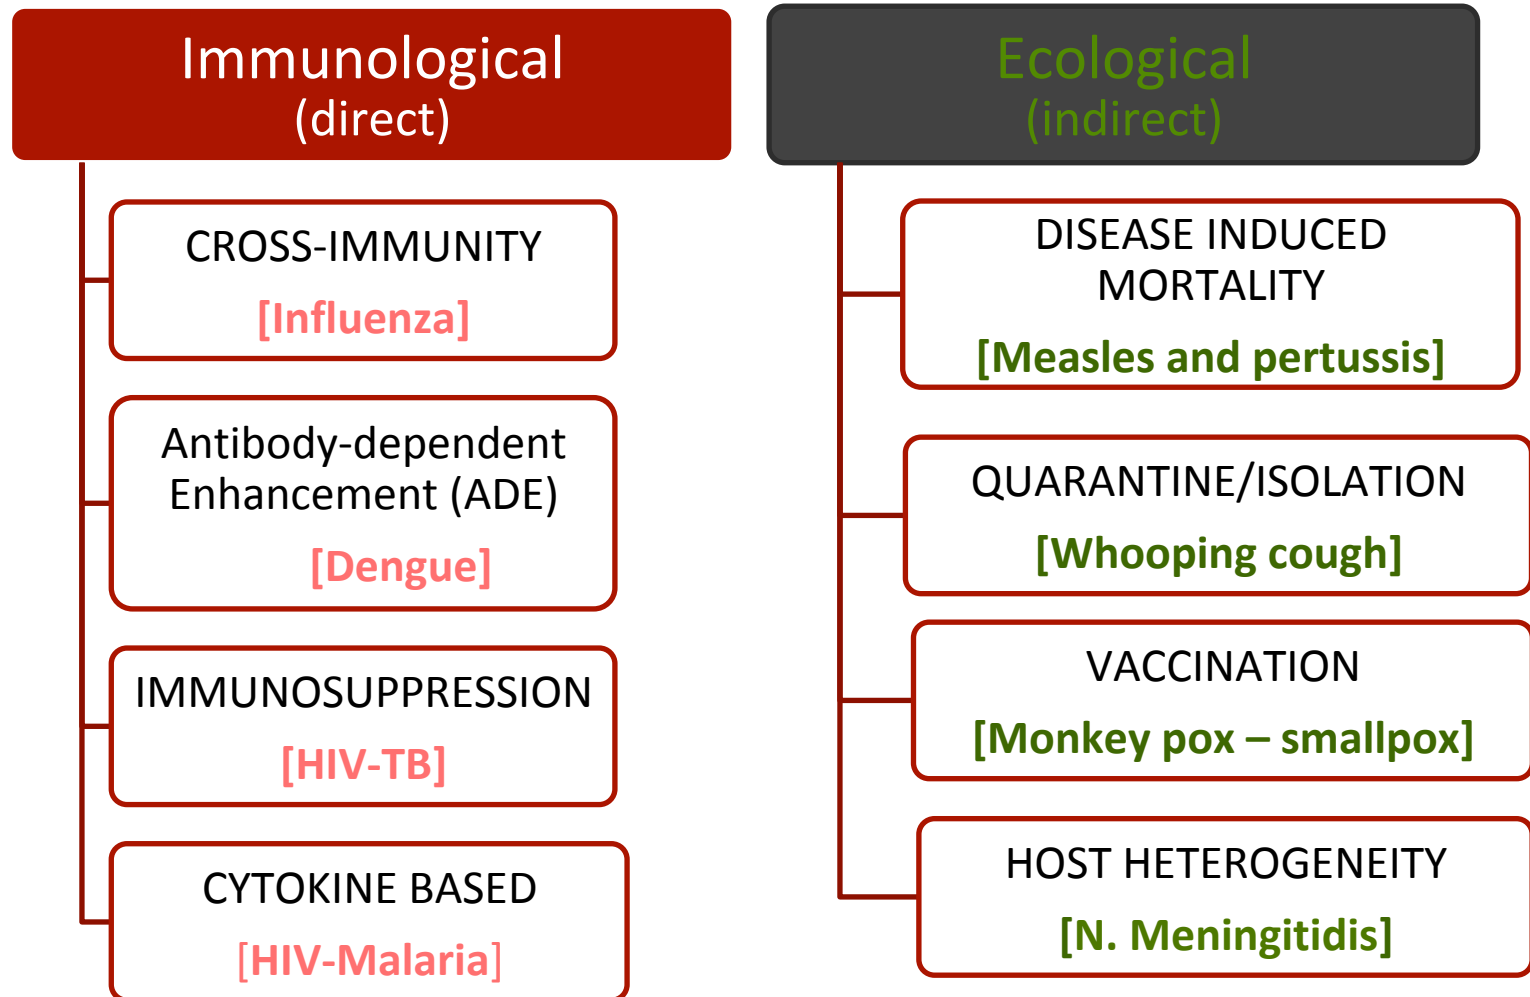 Immunological
(direct)
CROSS-IMMUNITY
[Influenza]
Antibody-dependent
Enhancement (ADE)
[Dengue]
IMMUNOSUPPRESSION
[HIV-TB]
CYTOKINE BASED
[HIV-Malaria]
Ecological
(indirect)
DISEASE INDUCED
MORTALITY
[Measles and pertussis]
QUARANTINE/ISOLATION
[Whooping cough]
VACCINATION
[Monkey pox – smallpox]
HOST HETEROGENEITY
[N. Meningitidis]